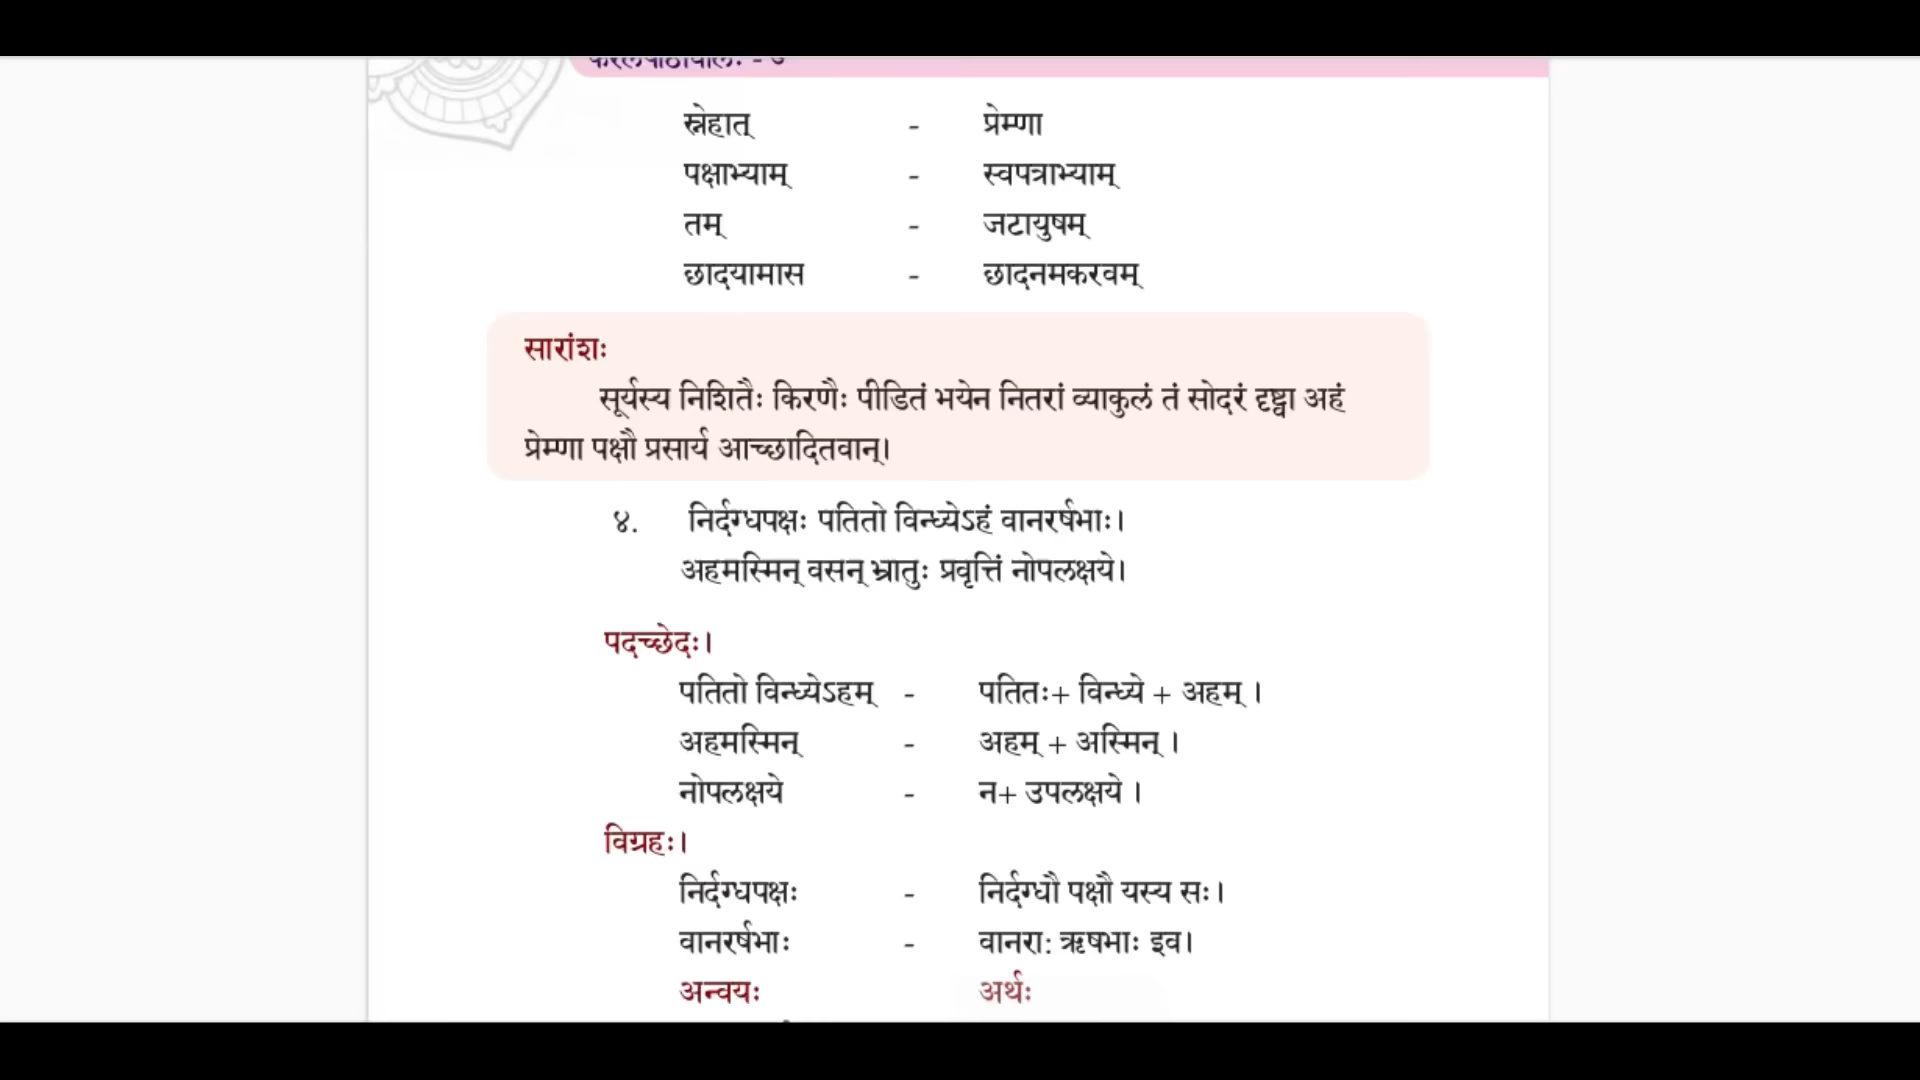 स्नेहात् - प्रेम्णा
पक्षाभ्याम् - स्वपत्राभ्याम्
तम् - जटायुषम्
छादयामास - छादनमकरवम्
सारांशः
सूर्यस्य निशितैः किरणैः पीडितं भयेन नितरां व्याकुलं तं सोदरं दृष्ट्वा अहं
प्रेम्णा पक्षौ प्रसार्य आच्छादितवान्।
४. निर्दग्धपक्षः पतितो विन्ध्येऽहं वानरर्षभाः।
अहमस्मिन् वसन् भ्रातुः प्रवृत्तिं नोपलक्षये।
पदच्छेदः।
पतितो विन्ध्येऽहम् - पतितः+ विन्ध्ये + अहम् ।
अहमस्मिन् - अहम् + अस्मिन् ।
नोपलक्षये - न+ उपलक्षये ।
विग्रहः।
निर्दग्धपक्षः - निर्दग्धौ पक्षौ यस्य सः।
वानरर्षभाः - वानरा: ऋषभाः इव।
अन्वयः अर्थः